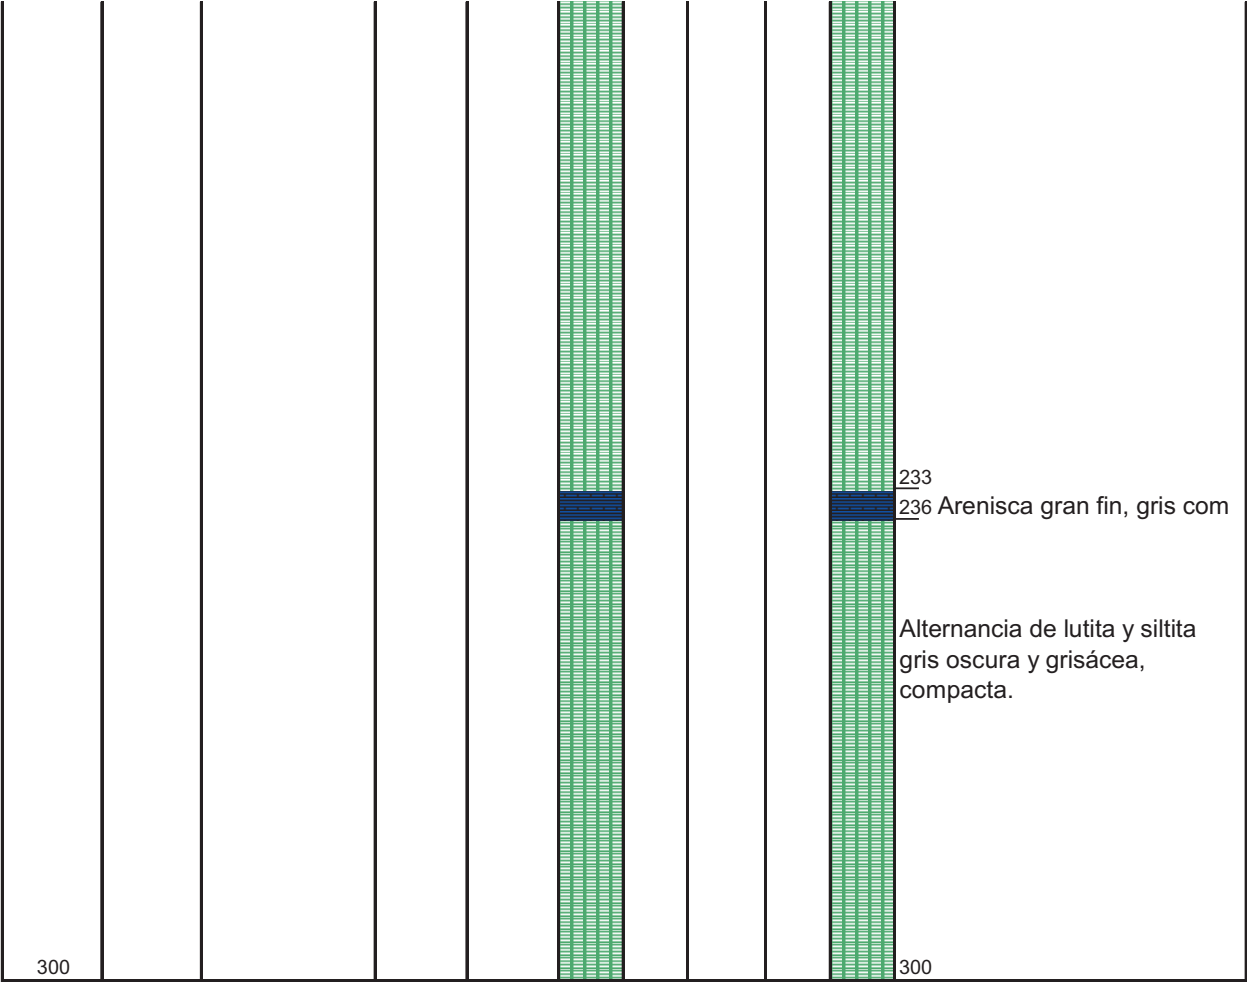 233
236 Arenisca gran fin, gris com
Alternancia de lutita y siltita
gris oscura y grisácea,
compacta.
300 300